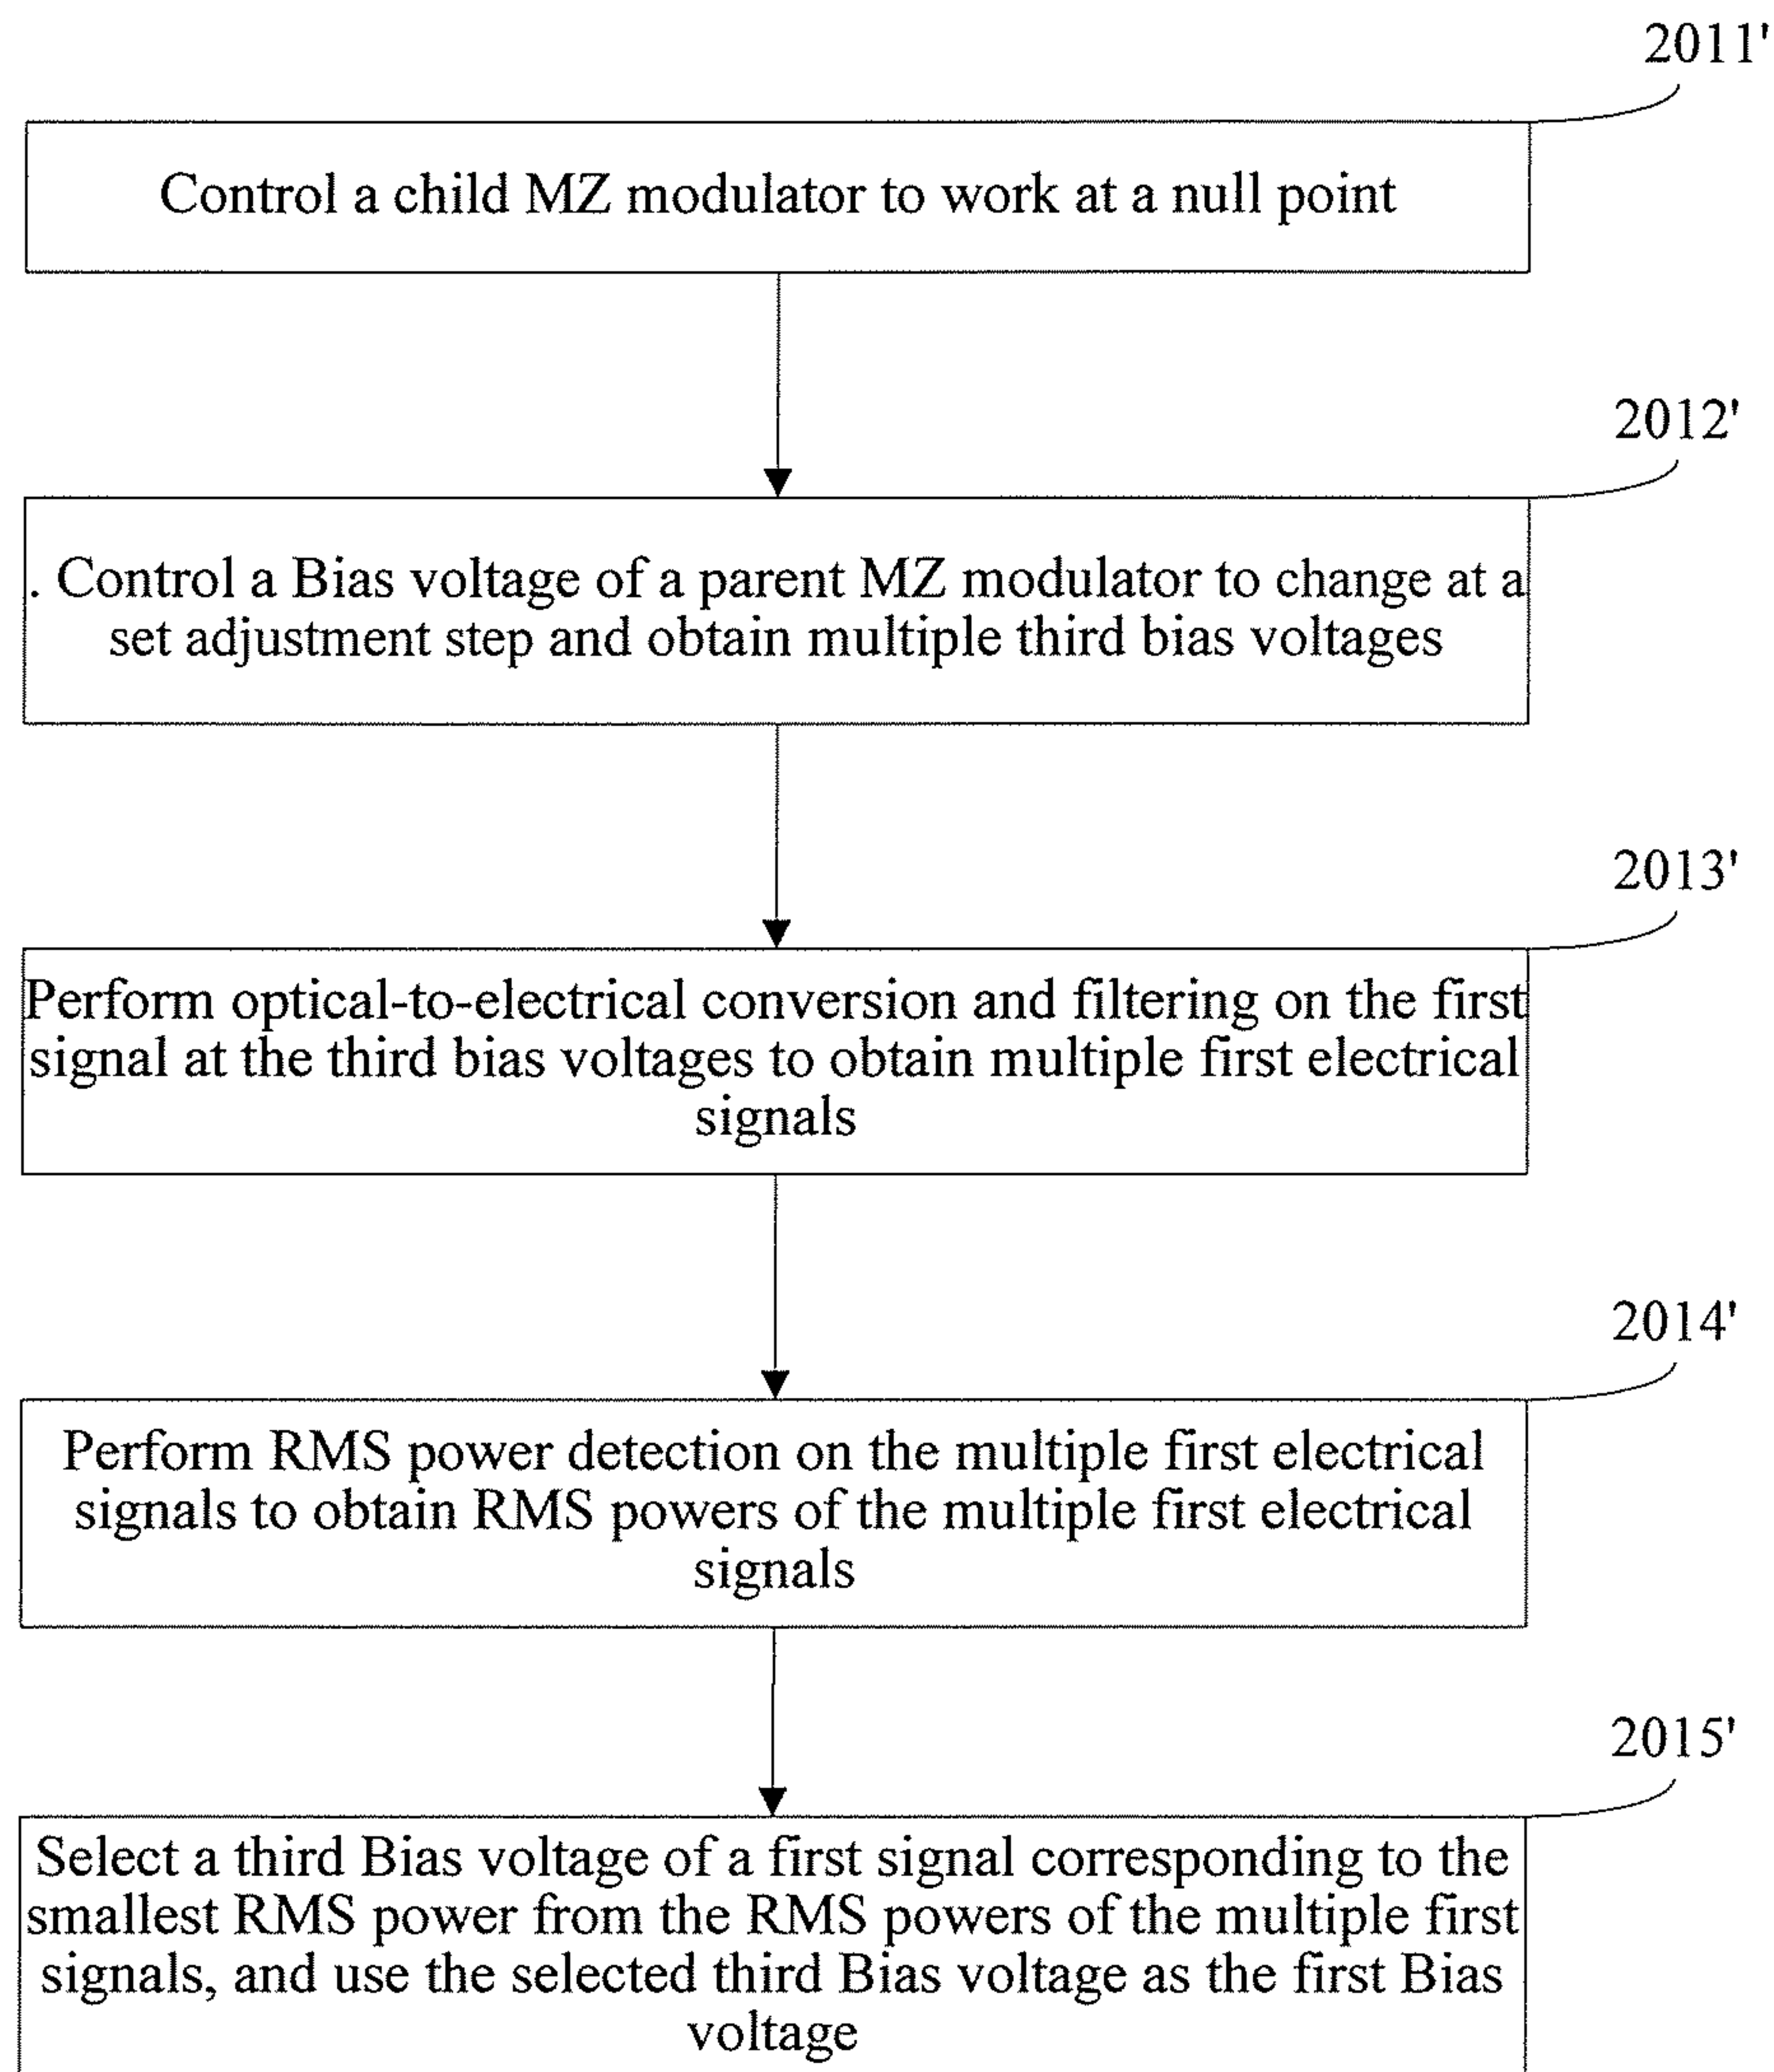 2011'
Control a child MZ modulator to work at a null point
2012'
. Control a Bias voltage of a parent MZ modulator to change at a
set adjustment step and obtain multiple third bias voltages
2013'
Perform optical-to-electrical conversion and filtering on the first
signal at the third bias voltages to obtain multiple first electrical
signals
2014'
Perform RMS power detection on the multiple first electrical
signals to obtain RMS powers of the multiple first electrical
signals
2015'
Select a third Bias voltage of a first signal corresponding to the
smallest RMS power from the RMS powers of the multiple first
signals, and use the selected third Bias voltage as the first Bias
voltage